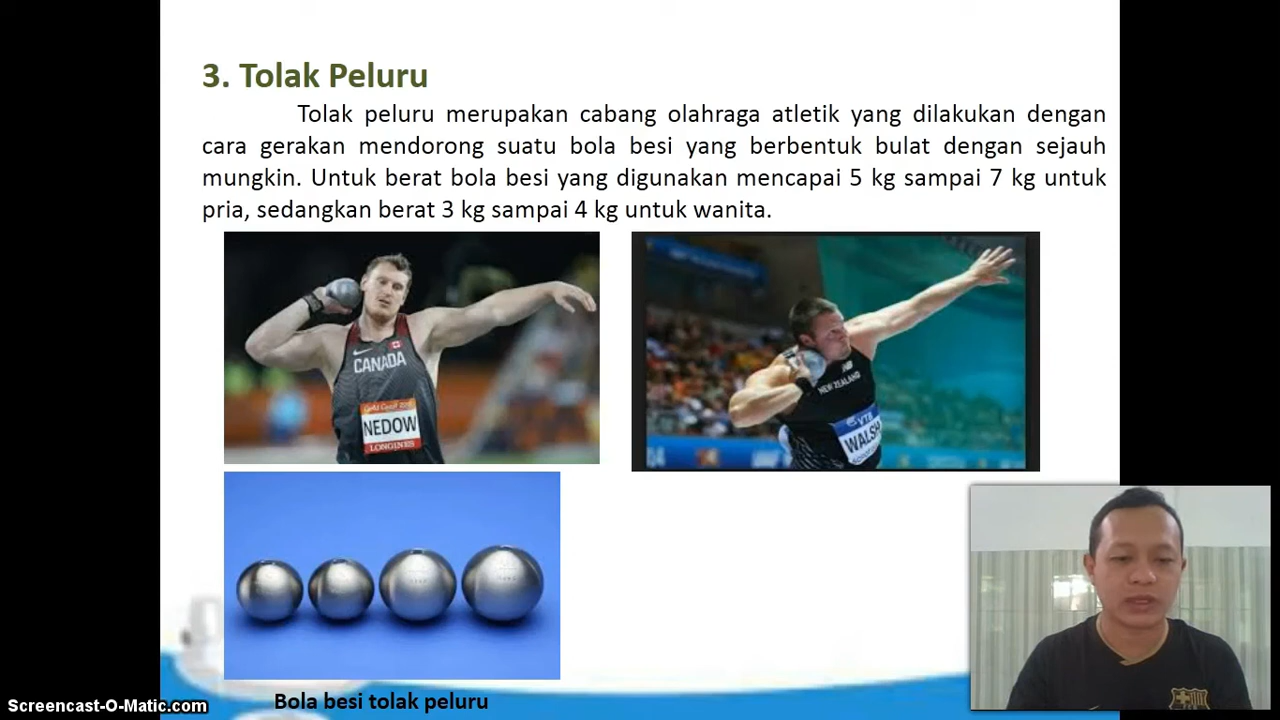 3. Tolak Peluru
Tolak peluru merupakan cabang olahraga atletik yang dilakukan dengan
cara gerakan mendorong suatu bola besi yang berbentuk bulat dengan sejauh
mungkin. Untuk berat bola besi yang digunakan mencapai 5 kg sampai 7 kg untuk
pria, sedangkan berat 3 kg sampai 4 kg untuk wanita.
CANADA
NEDOW
LONGINES
NEW ZEALAND
VTB
WALSH
Bola besi tolak peluru
Screencast-O-Matic.com